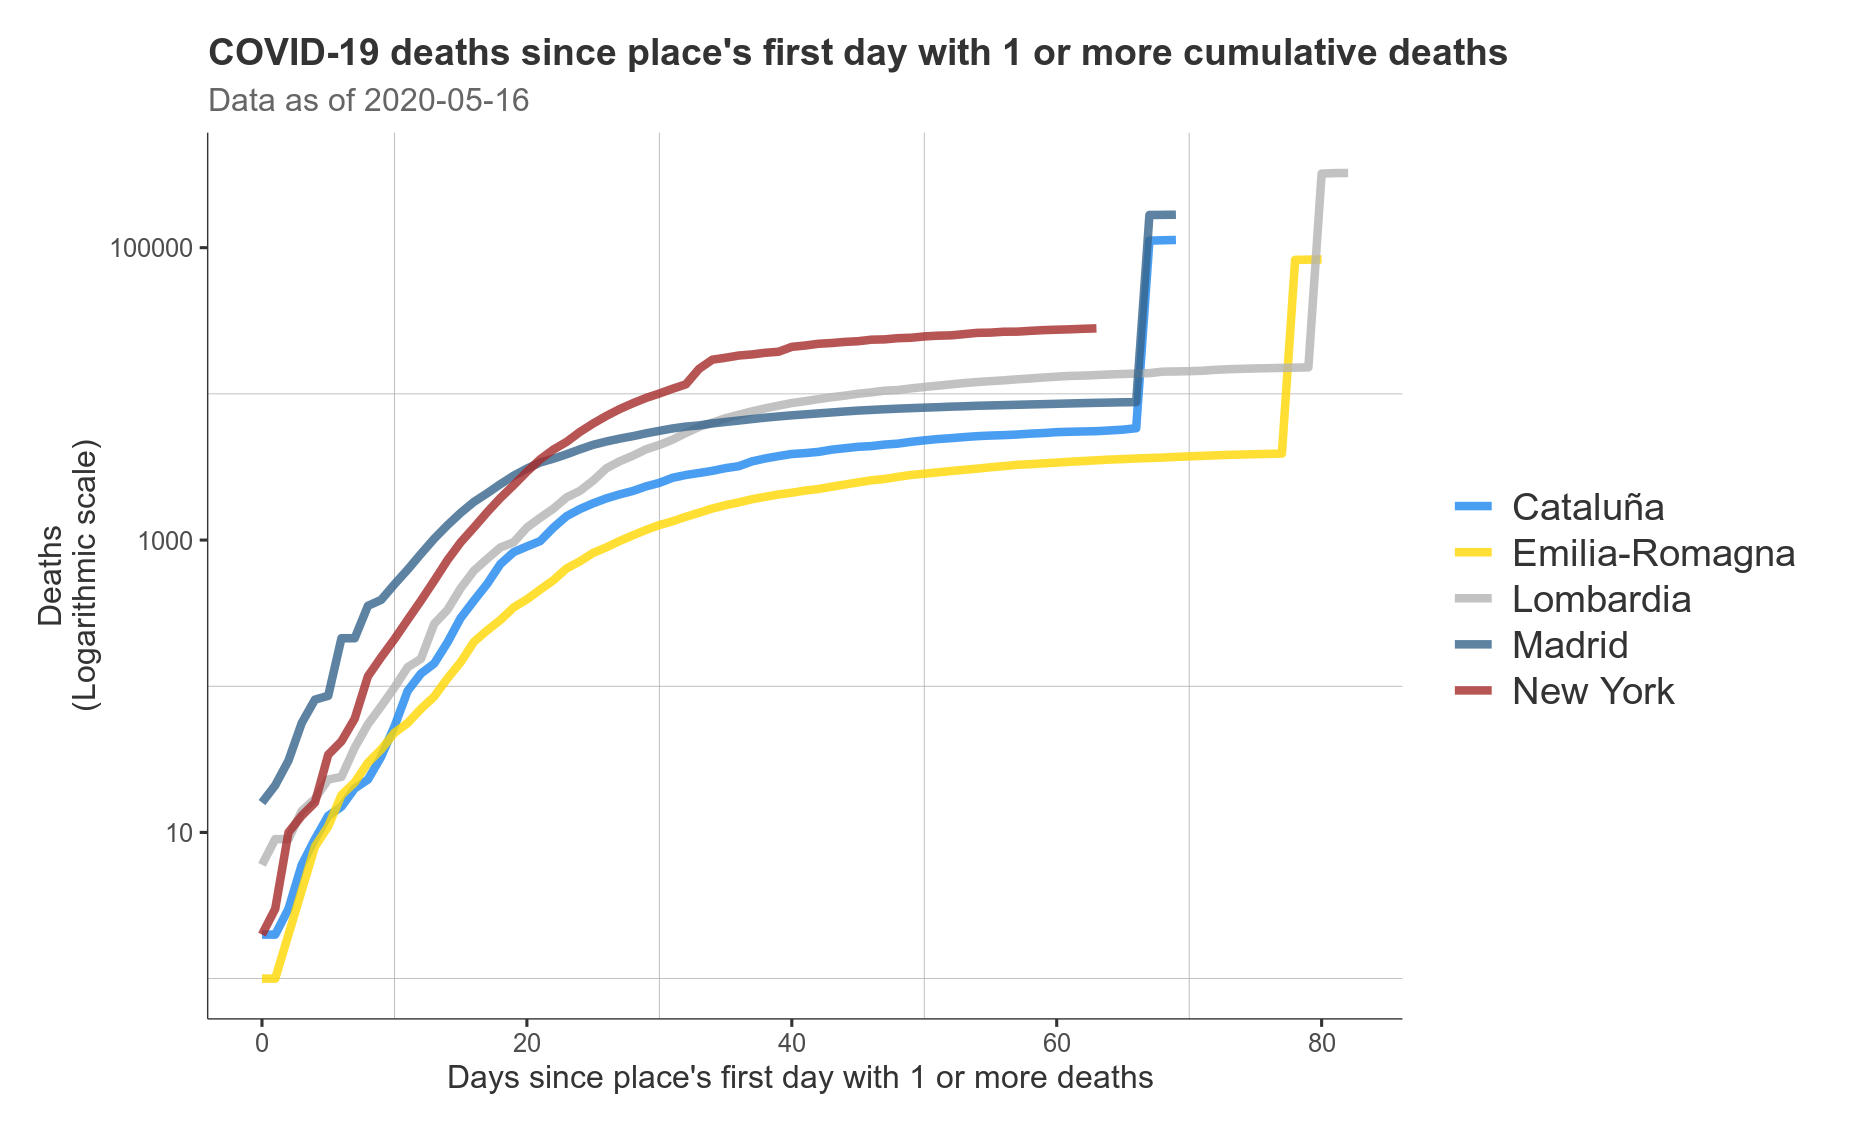 COVID-19 deaths since place's first day with 1 or more cumulative deaths
Data as of 2020-05-16
Deaths
(Logarithmic scale)
100000
1000
10
0
20
40
60
80
Days since place's first day with 1 or more deaths
Cataluña
Emilia-Romagna
Lombardia
Madrid
New York